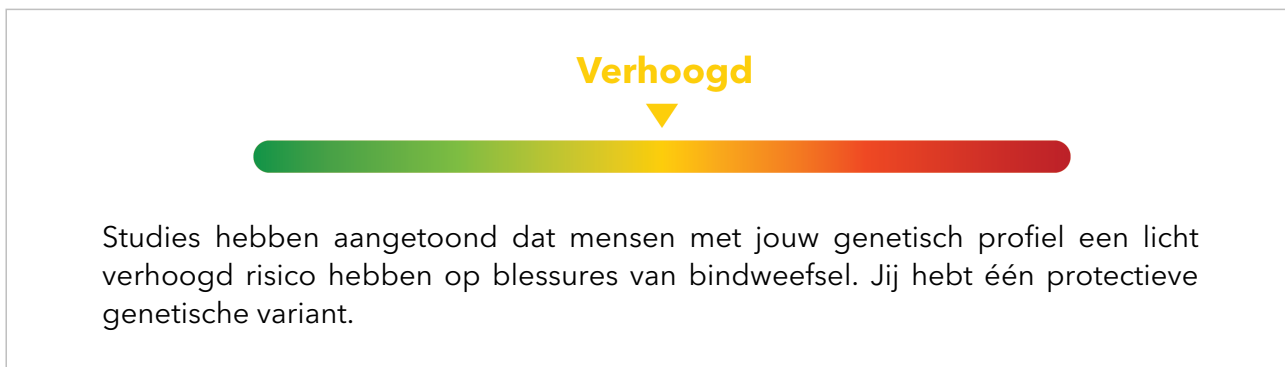 Verhoogd
Studies hebben aangetoond dat mensen met jouw genetisch profiel een licht
verhoogd risico hebben op blessures van bindweefsel. Jij hebt één protectieve
genetische variant.